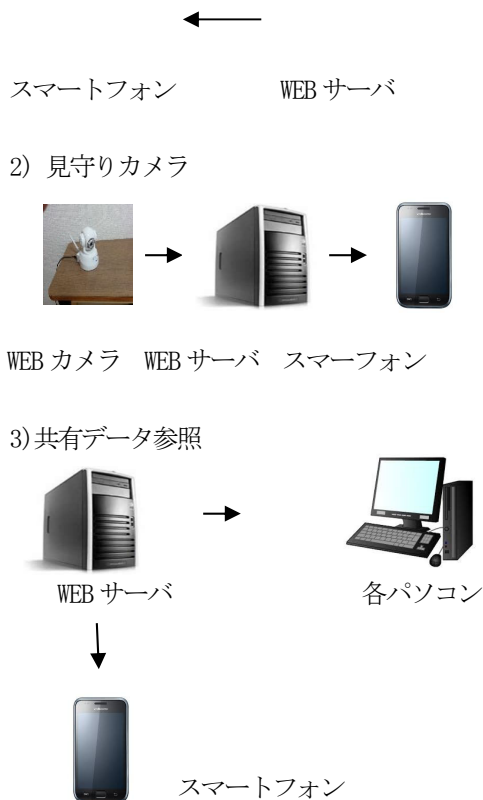 スマートフォン WEB サーバ
2) 見守りカメラ
WEB カメラ WEB サーバ スマーフォン
3)共有データ参照
WEB サーバ 各パソコン
スマートフォン